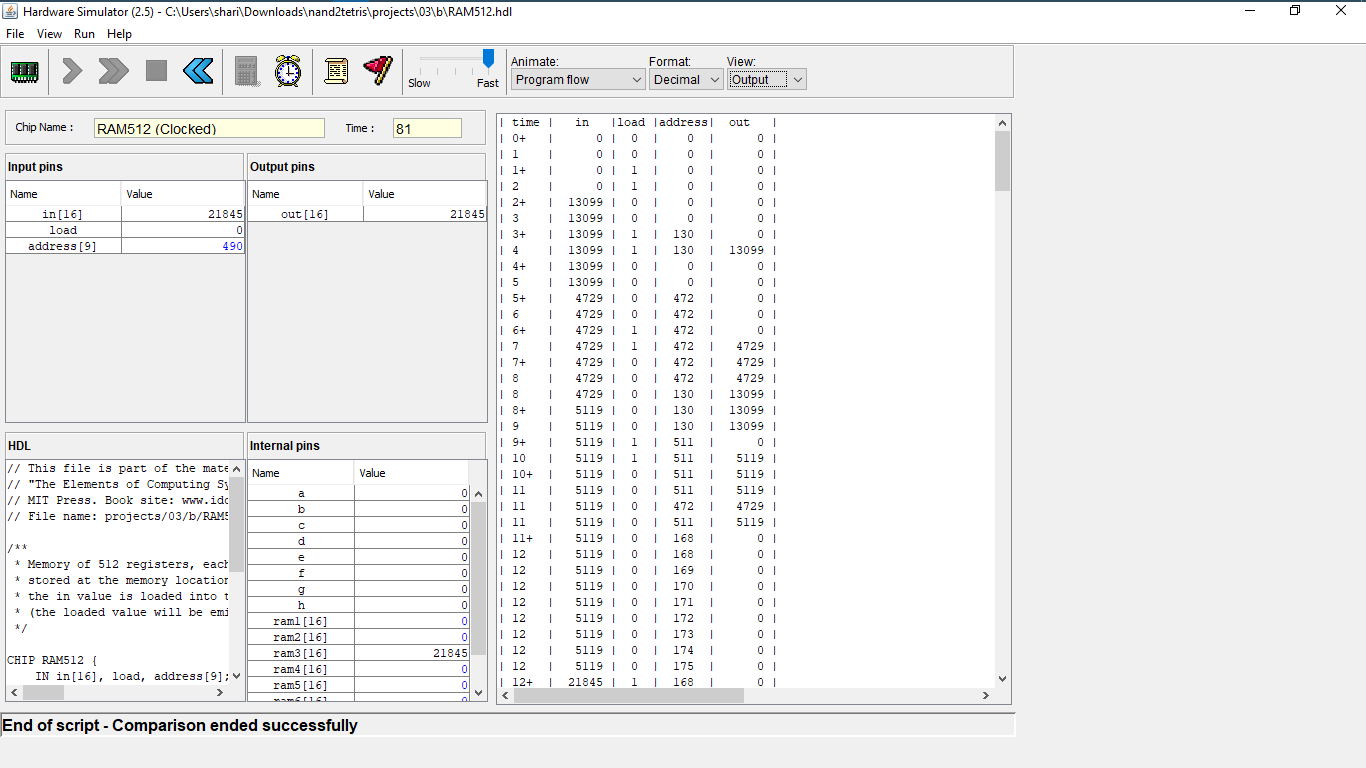 Hardware Simulator (2.5) - C:\Users\shari\Downloads\nand2tetris\projects\03\b\RAM512.hdl
File View Run Help
Animate: Format: View:
Slow Fast Program flow Decimal Output
Chip Name : RAM512 (Clocked) Time : 81
Input pins
Name Value
in[16] 21845
load 0
address[9] 490
Output pins
Name Value
out[16] 21845
HDL
// This file is part of the mate
// "The Elements of Computing Sy
// MIT Press. Book site: www.idc
// File name: projects/03/b/RAM5
/**
* Memory of 512 registers, each
* stored at the memory location
* the in value is loaded into t
* (the loaded value will be emi
*/
CHIP RAM512 {
IN in[16], load, address[9];
Internal pins
Name Value
a 0
b 0
c 0
d 0
e 0
f 0
g 0
h 0
ram1[16] 0
ram2[16] 0
ram3[16] 21845
ram4[16] 0
ram5[16] 0
| time | in |load |address| out |
| 0+ | 0 | 0 | 0 | 0 |
| 1 | 0 | 0 | 0 | 0 |
| 1+ | 0 | 1 | 0 | 0 |
| 2 | 0 | 1 | 0 | 0 |
| 2+ | 13099 | 0 | 0 | 0 |
| 3 | 13099 | 0 | 0 | 0 |
| 3+ | 13099 | 1 | 130 | 0 |
| 4 | 13099 | 1 | 130 | 13099 |
| 4+ | 13099 | 0 | 0 | 0 |
| 5 | 13099 | 0 | 0 | 0 |
| 5+ | 4729 | 0 | 472 | 0 |
| 6 | 4729 | 0 | 472 | 0 |
| 6+ | 4729 | 1 | 472 | 0 |
| 7 | 4729 | 1 | 472 | 4729 |
| 7+ | 4729 | 0 | 472 | 4729 |
| 8 | 4729 | 0 | 472 | 4729 |
| 8 | 4729 | 0 | 130 | 13099 |
| 8+ | 5119 | 0 | 130 | 13099 |
| 9 | 5119 | 0 | 130 | 13099 |
| 9+ | 5119 | 1 | 511 | 0 |
| 10 | 5119 | 1 | 511 | 5119 |
| 10+ | 5119 | 0 | 511 | 5119 |
| 11 | 5119 | 0 | 511 | 5119 |
| 11 | 5119 | 0 | 472 | 4729 |
| 11 | 5119 | 0 | 511 | 5119 |
| 11+ | 5119 | 0 | 168 | 0 |
| 12 | 5119 | 0 | 168 | 0 |
| 12 | 5119 | 0 | 169 | 0 |
| 12 | 5119 | 0 | 170 | 0 |
| 12 | 5119 | 0 | 171 | 0 |
| 12 | 5119 | 0 | 172 | 0 |
| 12 | 5119 | 0 | 173 | 0 |
| 12 | 5119 | 0 | 174 | 0 |
| 12 | 5119 | 0 | 175 | 0 |
| 12+ | 21845 | 1 | 168 | 0 |
End of script - Comparison ended successfully